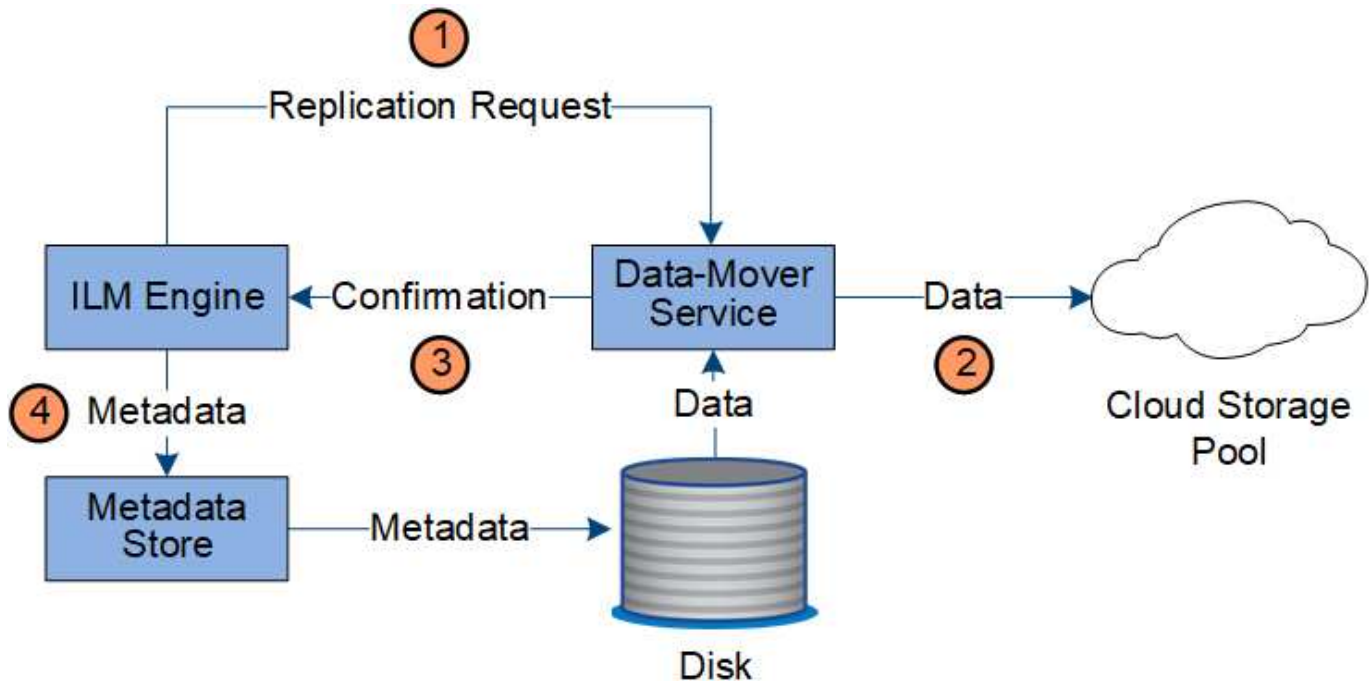 1
Replication Request
ILM Engine
Confirmation
Data-Mover
Service
Data
3
2
4
Metadata
Data
Cloud Storage
Pool
Metadata
Store
Metadata
Disk